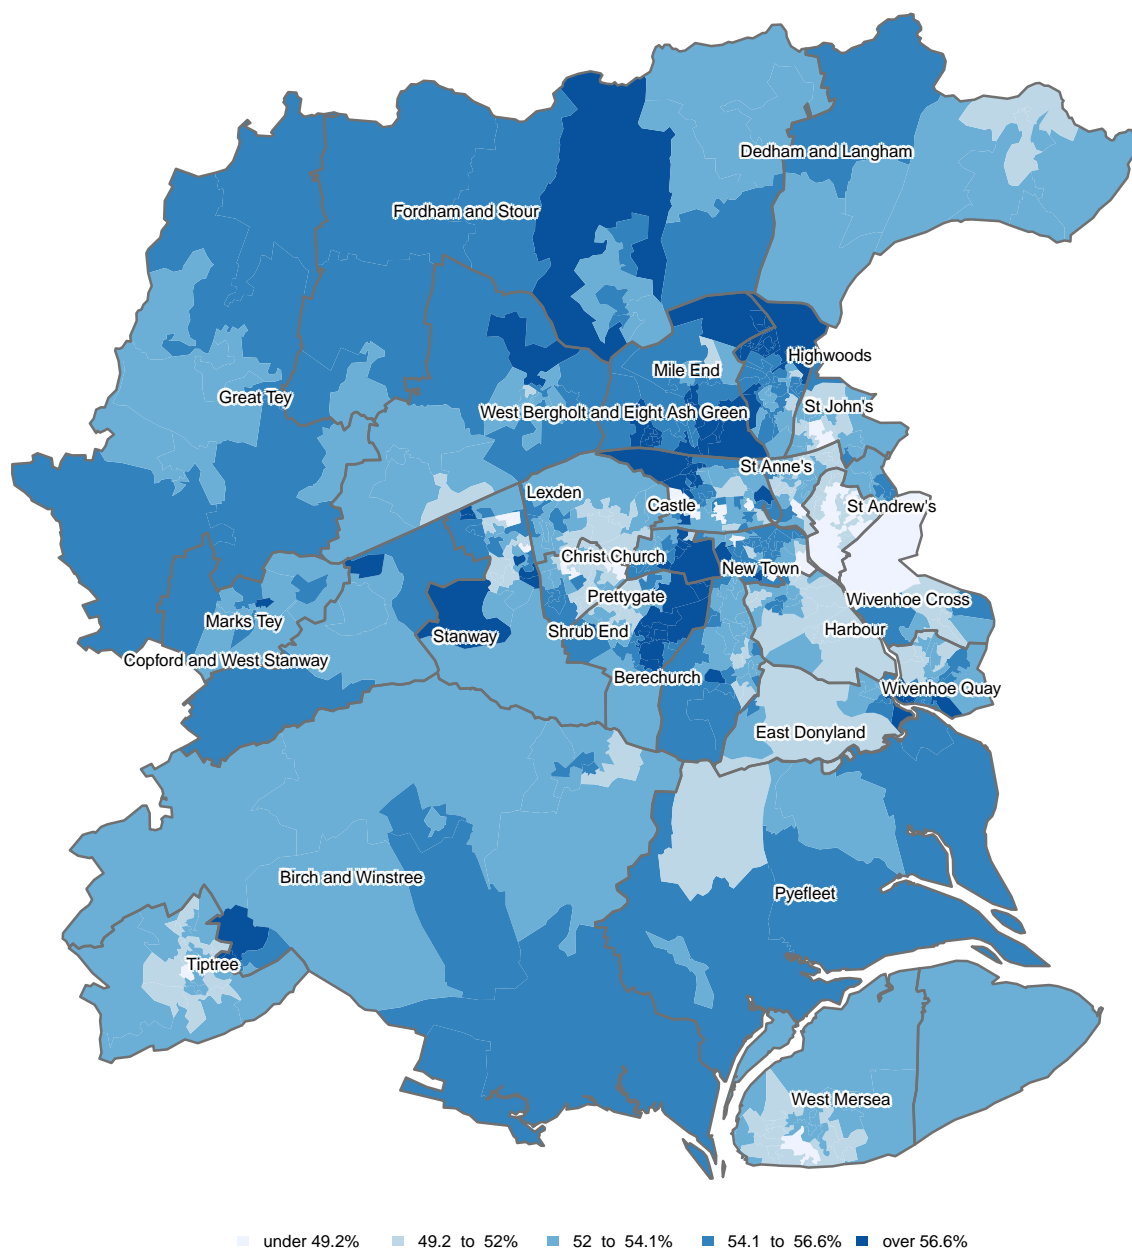 Dedham and Langham
Fordham and Stour
Highwoods
Mile End
Great Tey
St John's
West Bergholt and Eight Ash Green
St Anne's
Lexden
Castle
St Andrew's
Christ Church
New Town
Prettygate
Wivenhoe Cross
Marks Tey
Shrub End
Harbour
Stanway
Copford and West Stanway
Berechurch
Wivenhoe Quay
East Donyland
Birch and Winstree
Pyefleet
Tiptree
West Mersea
under 49.2% 49.2 to 52% 52 to 54.1% 54.1 to 56.6% over 56.6%